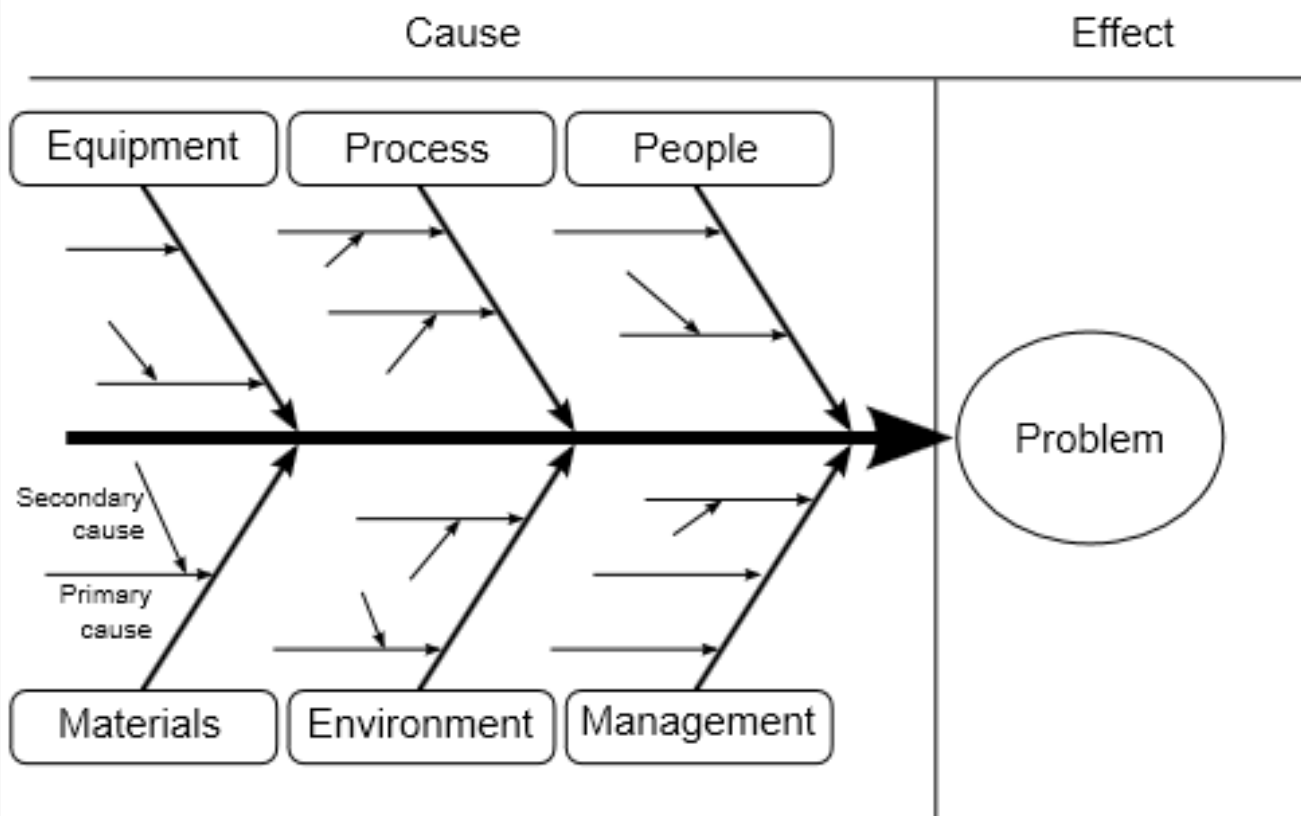 Cause
Effect
Equipment
Process
People
Problem
Secondary
cause
Primary
cause
Materials
Environment
Management